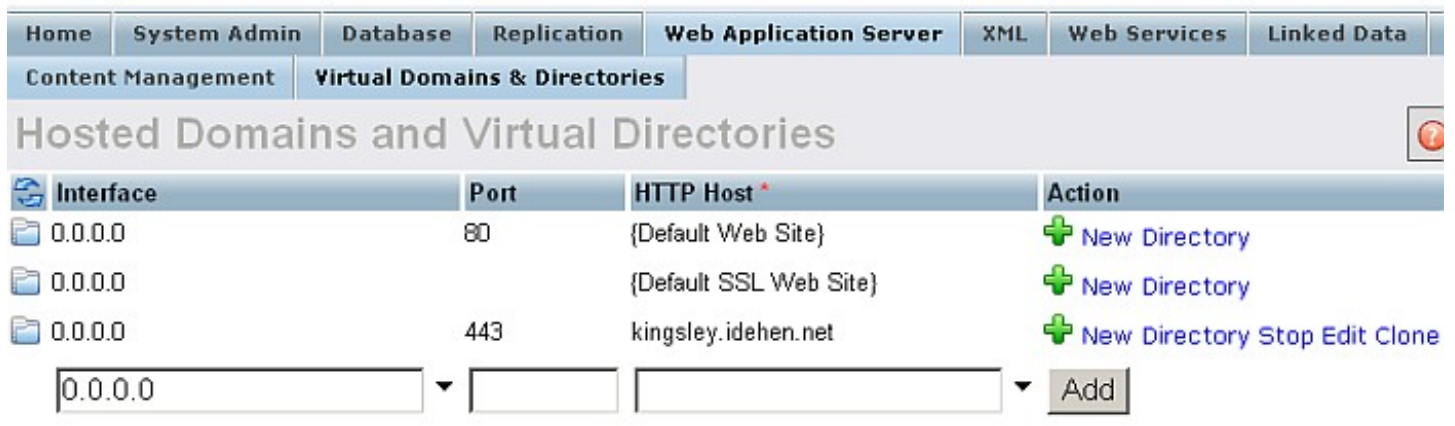 Home System Admin Database Replication Web Application Server XML Web Services Linked Data
Content Management Virtual Domains & Directories
Hosted Domains and Virtual Directories
?
Interface Port HTTP Host * Action
0.0.0.0 80 {Default Web Site} New Directory
0.0.0.0 {Default SSL Web Site} New Directory
0.0.0.0 443 kingsley.idehen.net New Directory Stop Edit Clone
0.0.0.0 Add